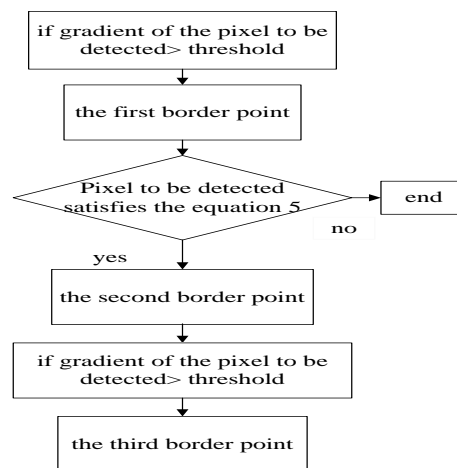 if gradient of the pixel to be
detected> threshold
the first border point
Pixel to be detected
satisfies the equation 5
end
no
yes
the second border point
if gradient of the pixel to be
detected> threshold
the third border point